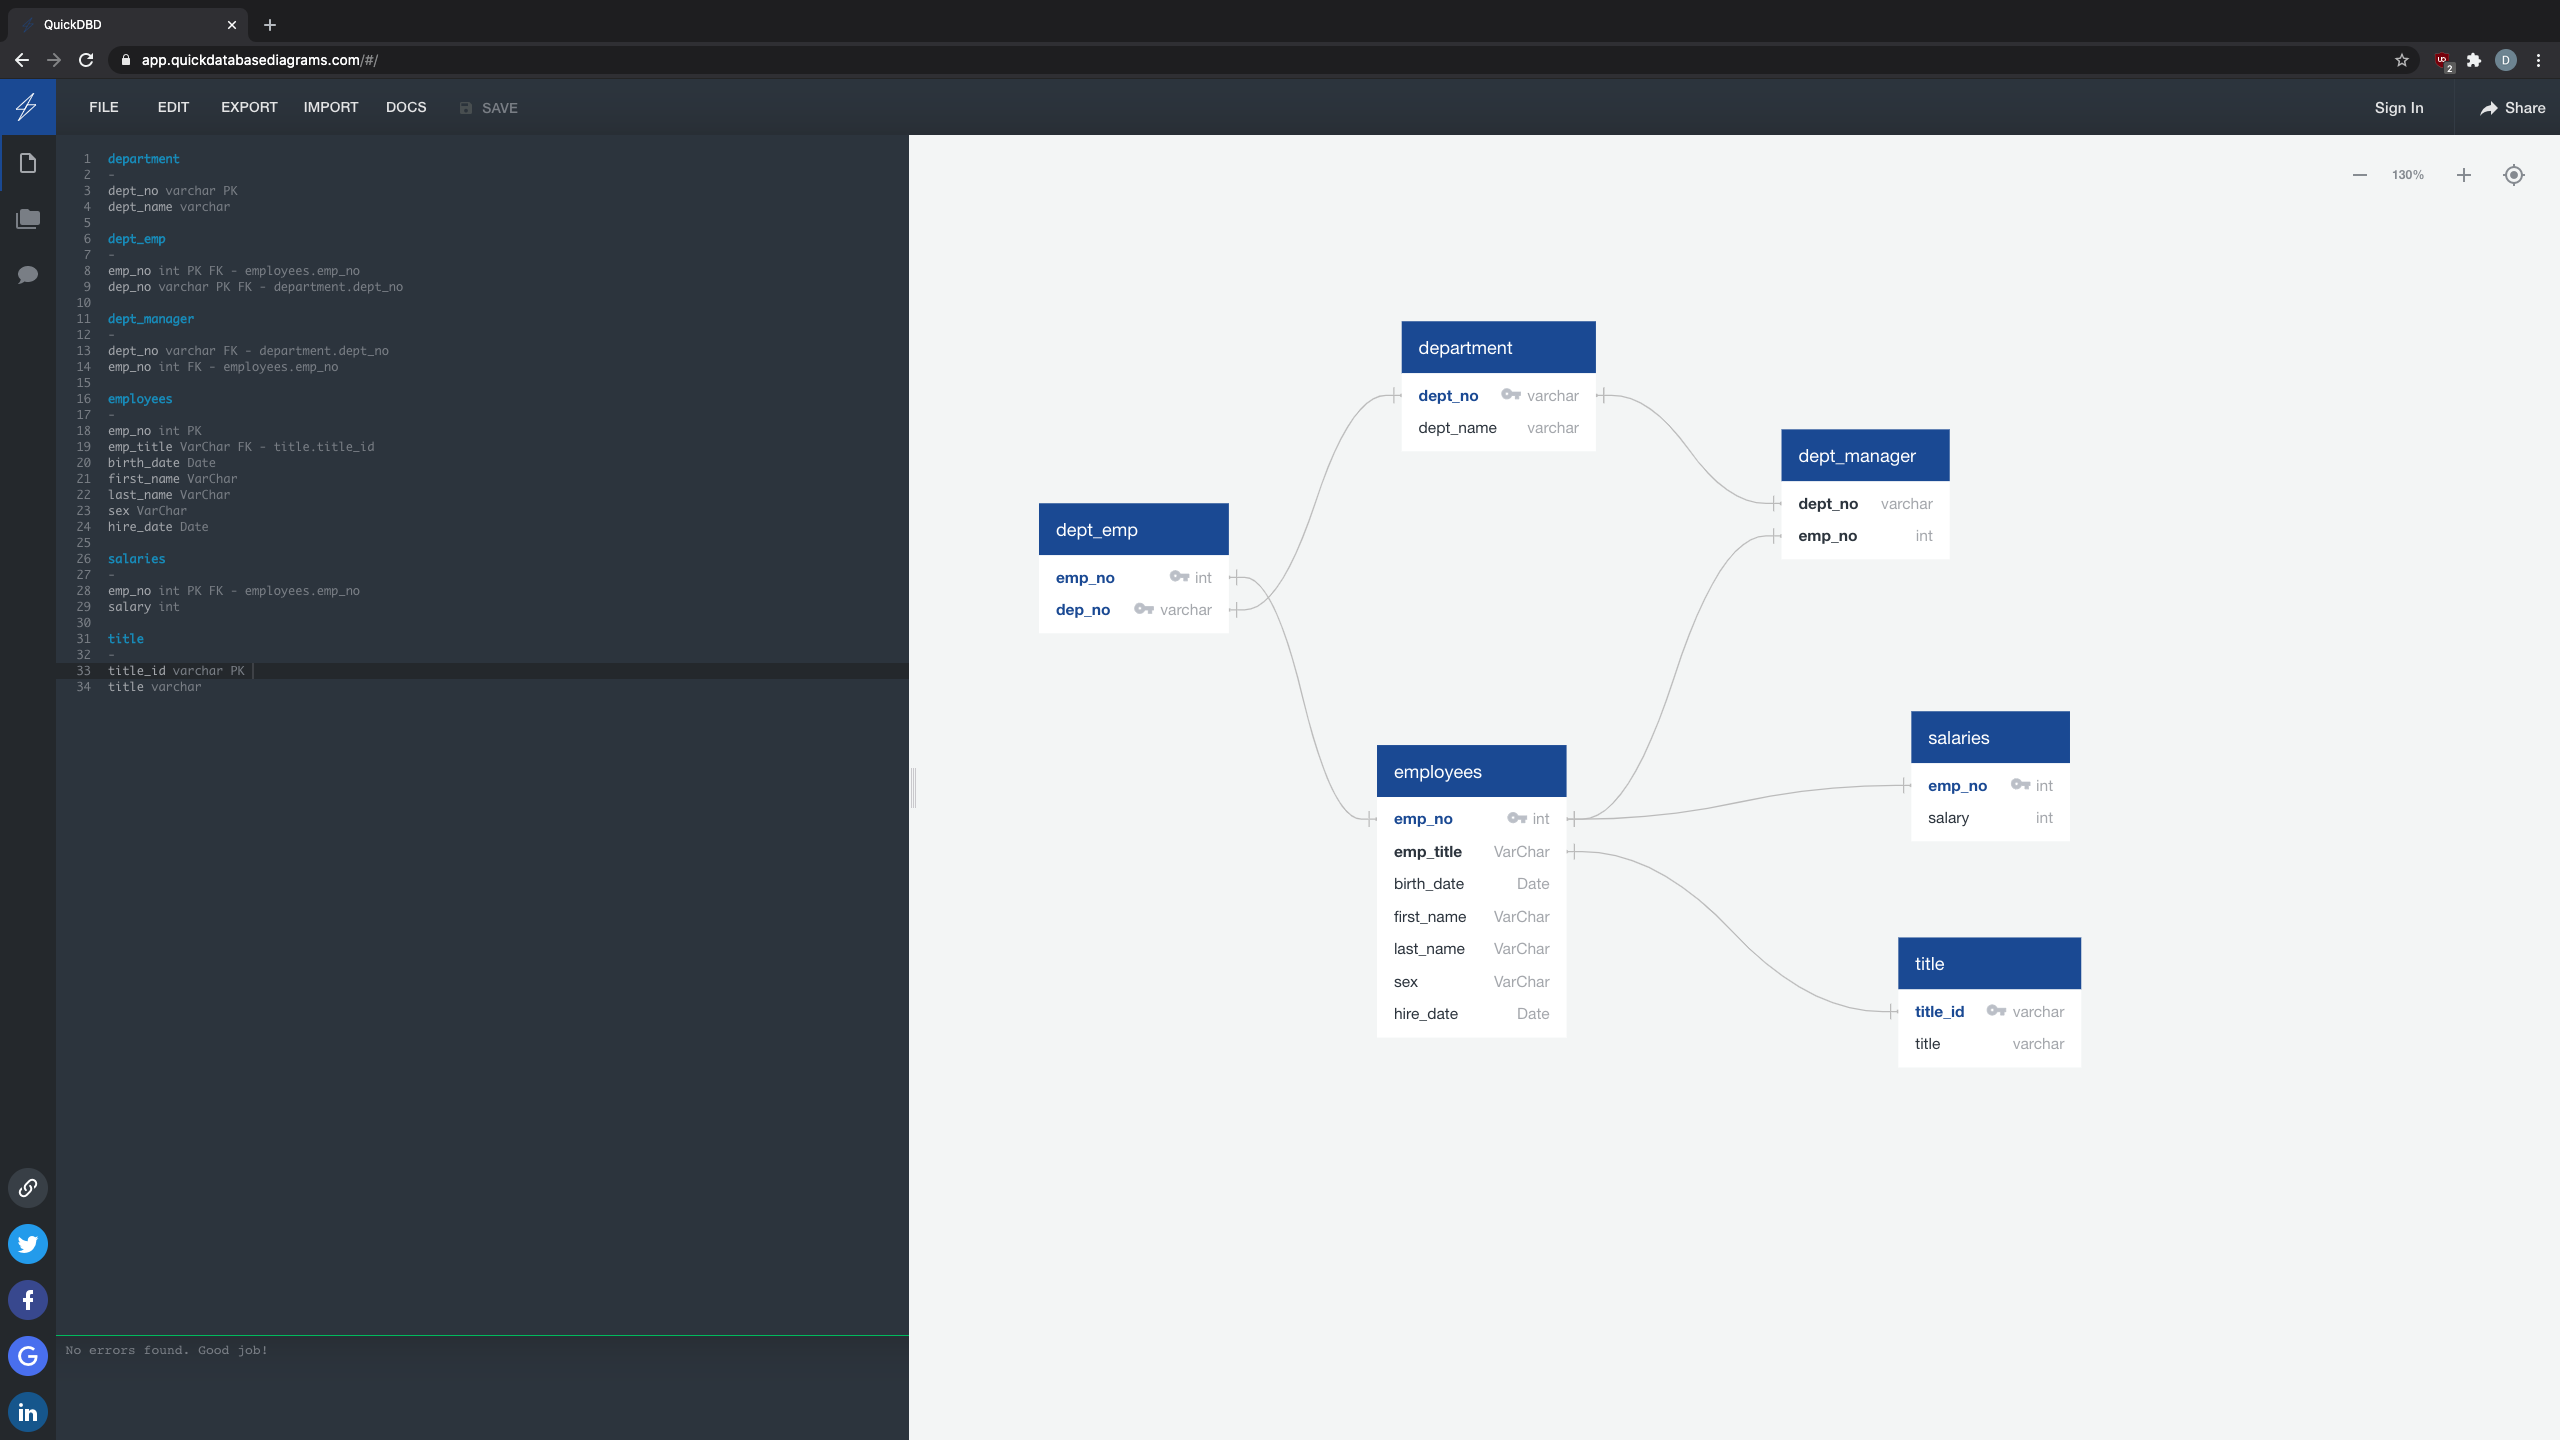 QuickDBD
app.quickdatabasediagrams.com/#/
2
D
FILE EDIT EXPORT IMPORT DOCS SAVE Sign In Share
1 department
2 -
3 dept_no varchar PK
4 dept_name varchar
5
6 dept_emp
7 -
8 emp_no int PK FK - employees.emp_no
9 dep_no varchar PK FK - department.dept_no
10
11 dept_manager
12 -
13 dept_no varchar FK - department.dept_no
14 emp_no int FK - employees.emp_no
15
16 employees
17 -
18 emp_no int PK
19 emp_title VarChar FK - title.title_id
20 birth_date Date
21 first_name VarChar
22 last_name VarChar
23 sex VarChar
24 hire_date Date
25
26 salaries
27 -
28 emp_no int PK FK - employees.emp_no
29 salary int
30
31 title
32 -
33 title_id varchar PK
34 title varchar
No errors found. Good job!
130%
department
dept_no varchar
dept_name varchar
dept_manager
dept_no varchar
emp_no int
dept_emp
emp_no int
dep_no varchar
employees
emp_no int
emp_title VarChar
birth_date Date
first_name VarChar
last_name VarChar
sex VarChar
hire_date Date
salaries
emp_no int
salary int
title
title_id varchar
title varchar